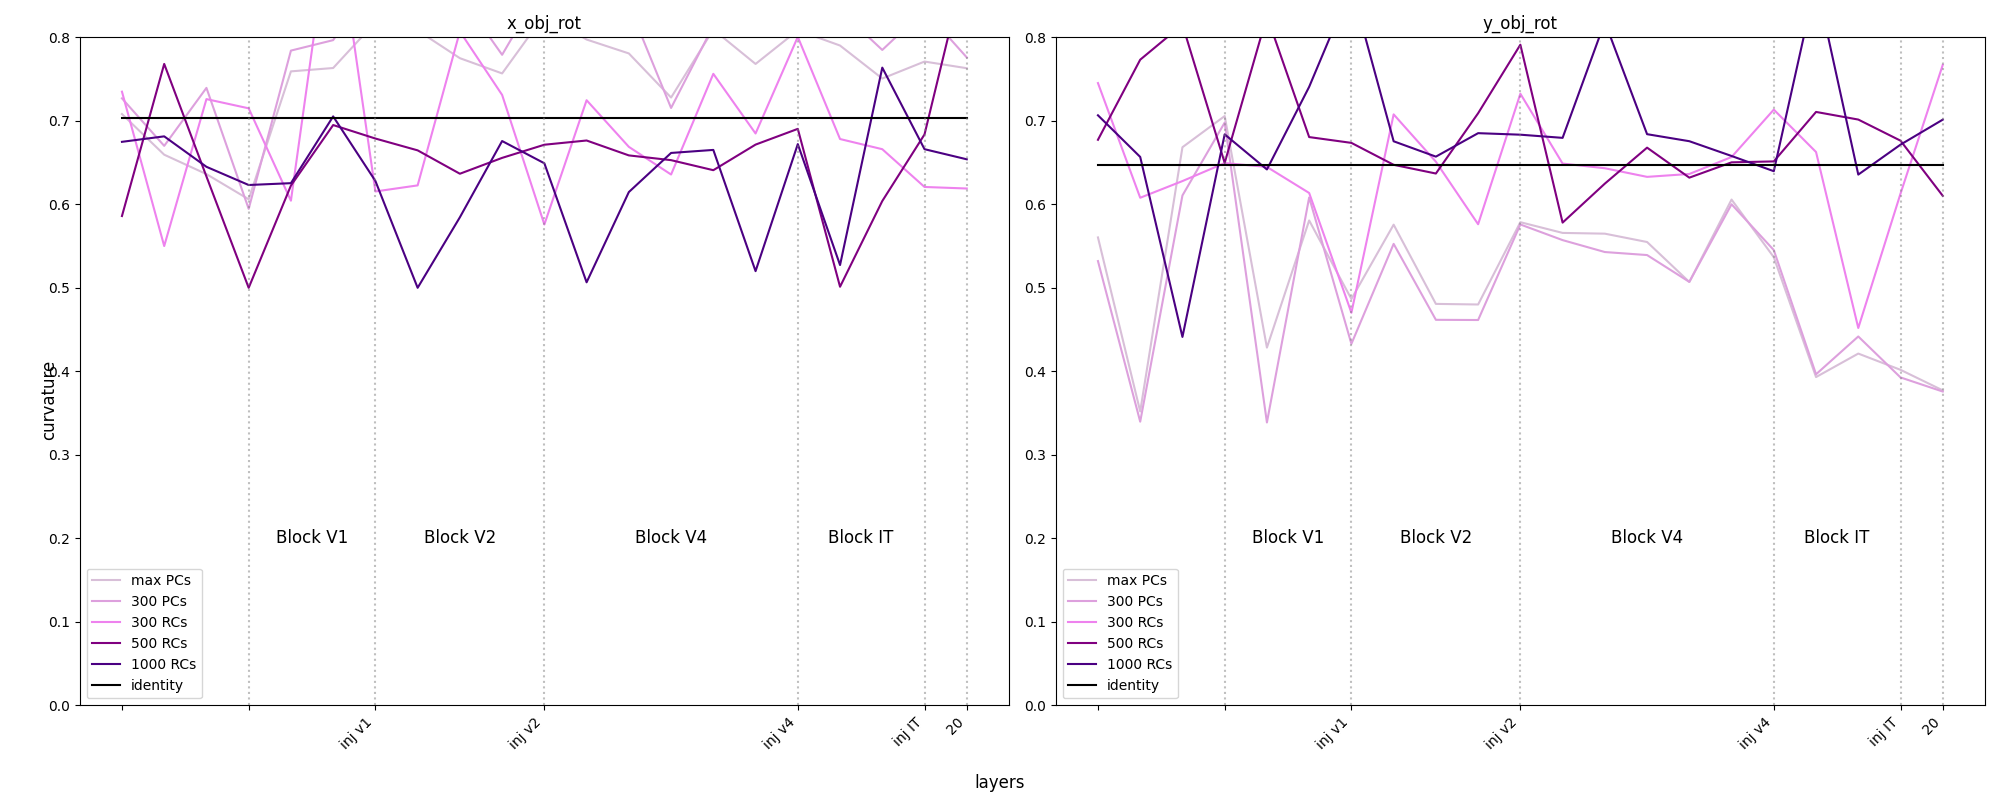 x_obj_rot
0.8
0.7
0.6
0.5
0.4
0.3
0.2
0.1
0.0
curvature
Block V1
Block V2
Block V4
Block IT
max PCs
300 PCs
300 RCs
500 RCs
1000 RCs
identity
inj v1
inj v2
inj v4
inj IT
20
y_obj_rot
0.8
0.7
0.6
0.5
0.4
0.3
0.2
0.1
0.0
Block V1
Block V2
Block V4
Block IT
max PCs
300 PCs
300 RCs
500 RCs
1000 RCs
identity
inj v1
inj v2
inj v4
inj IT
20
layers